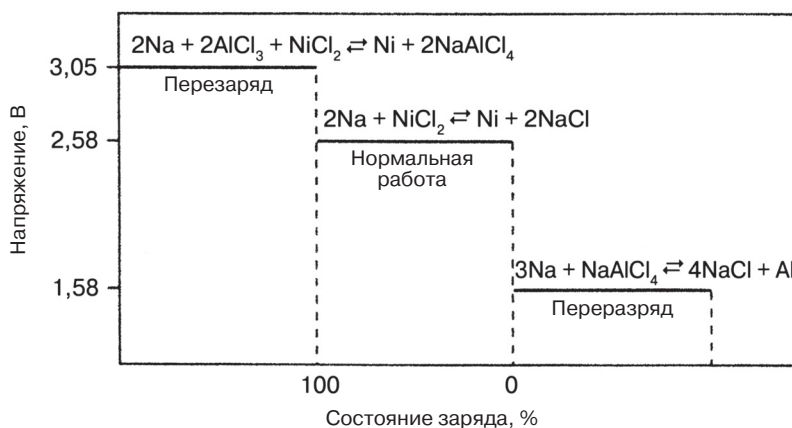 2Na + 2AlCl₃ + NiCl₂ ⇄ Ni + 2NaAlCl₄
3,05
Перезаряд
2Na + NiCl₂ ⇄ Ni + 2NaCl
2,58
Нормальная
работа
Напряжение, В
3Na + NaAlCl₄ ⇄ 4NaCl + Al
1,58
Переразряд
100
0
Состояние заряда, %